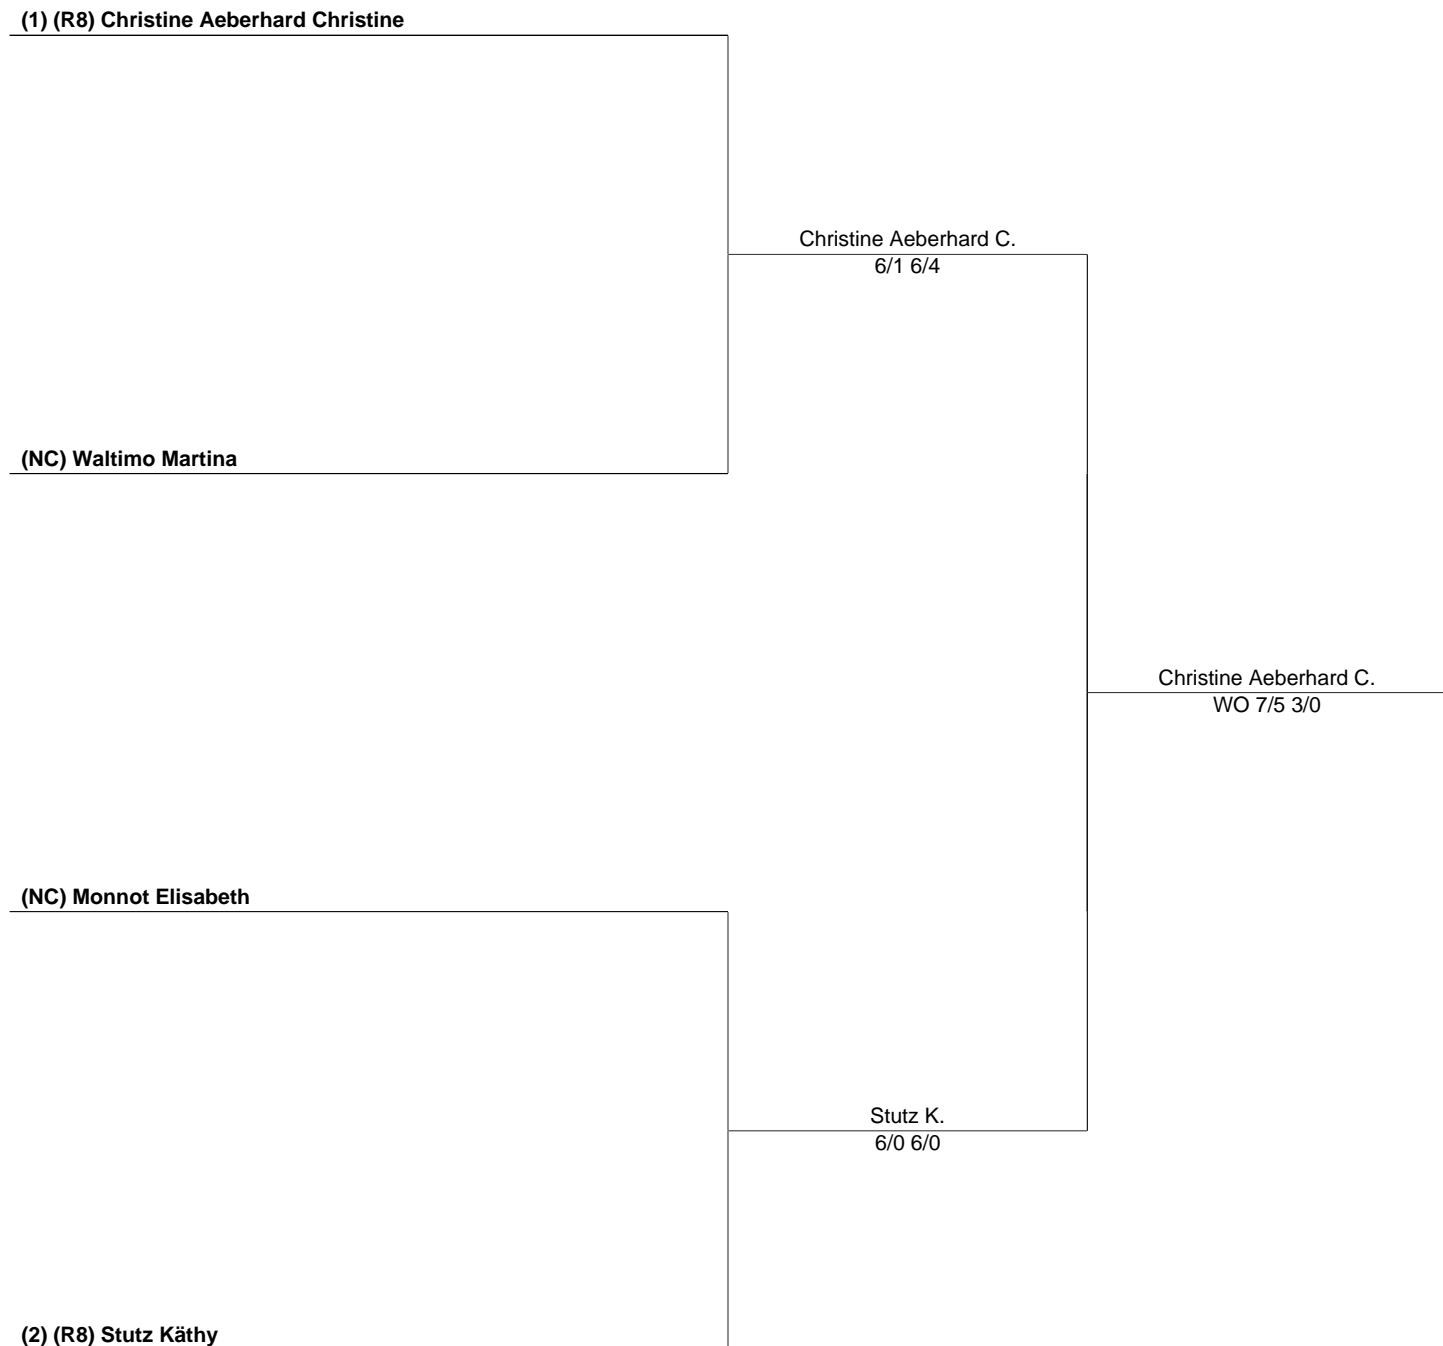 (1) (R8) Christine Aeberhard Christine
Christine Aeberhard C.
6/1 6/4
(NC) Waltimo Martina
Christine Aeberhard C.
WO 7/5 3/0
(NC) Monnot Elisabeth
Stutz K.
6/0 6/0
(2) (R8) Stutz Käthy